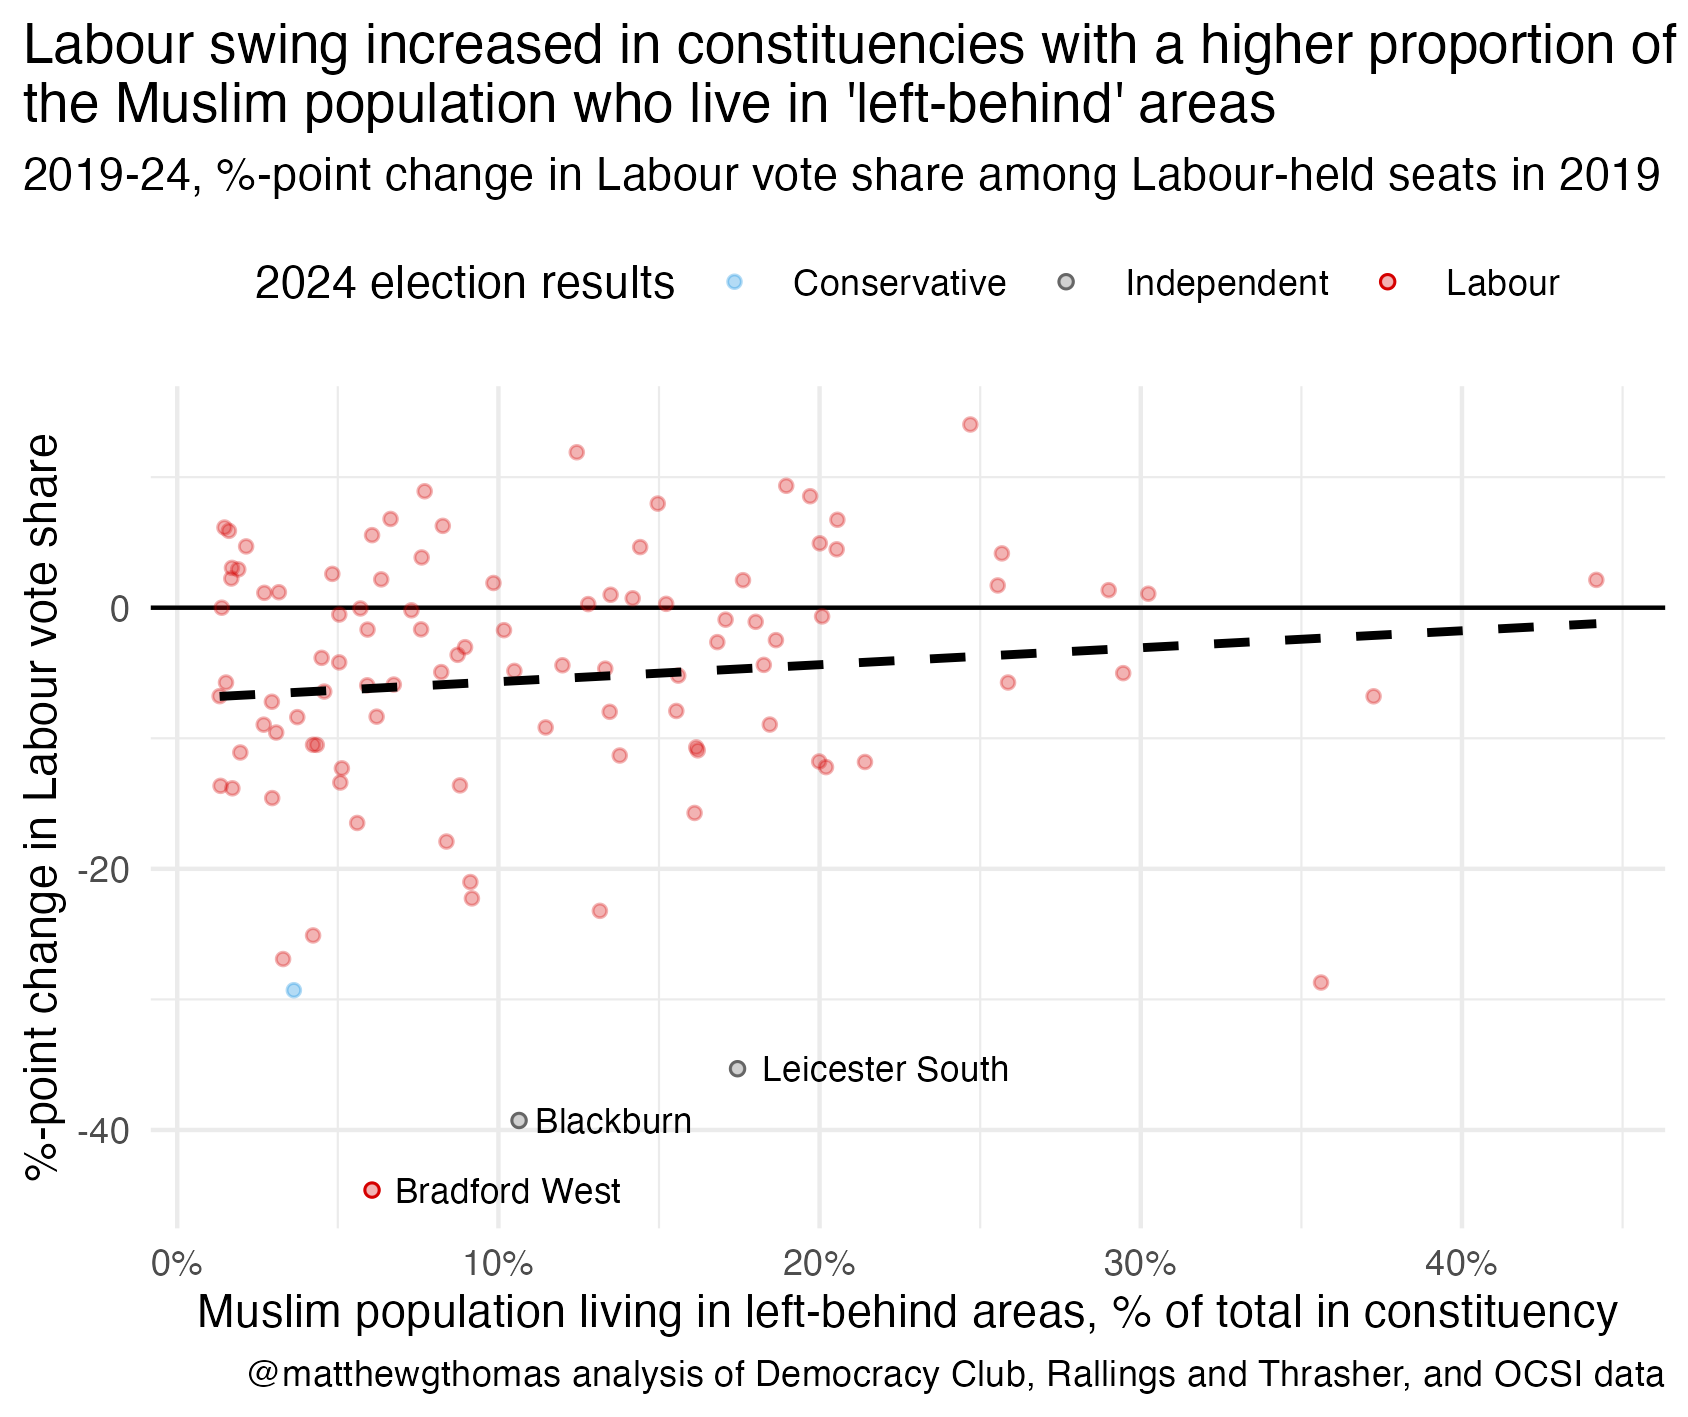 Labour swing increased in constituencies with a higher proportion of
the Muslim population who live in 'left-behind' areas
2019-24, %-point change in Labour vote share among Labour-held seats in 2019
2024 election results
Conservative
Independent
Labour
%-point change in Labour vote share
0
-20
-40
Leicester South
Blackburn
Bradford West
0%
10%
20%
30%
40%
Muslim population living in left-behind areas, % of total in constituency
@matthewgthomas analysis of Democracy Club, Rallings and Thrasher, and OCSI data